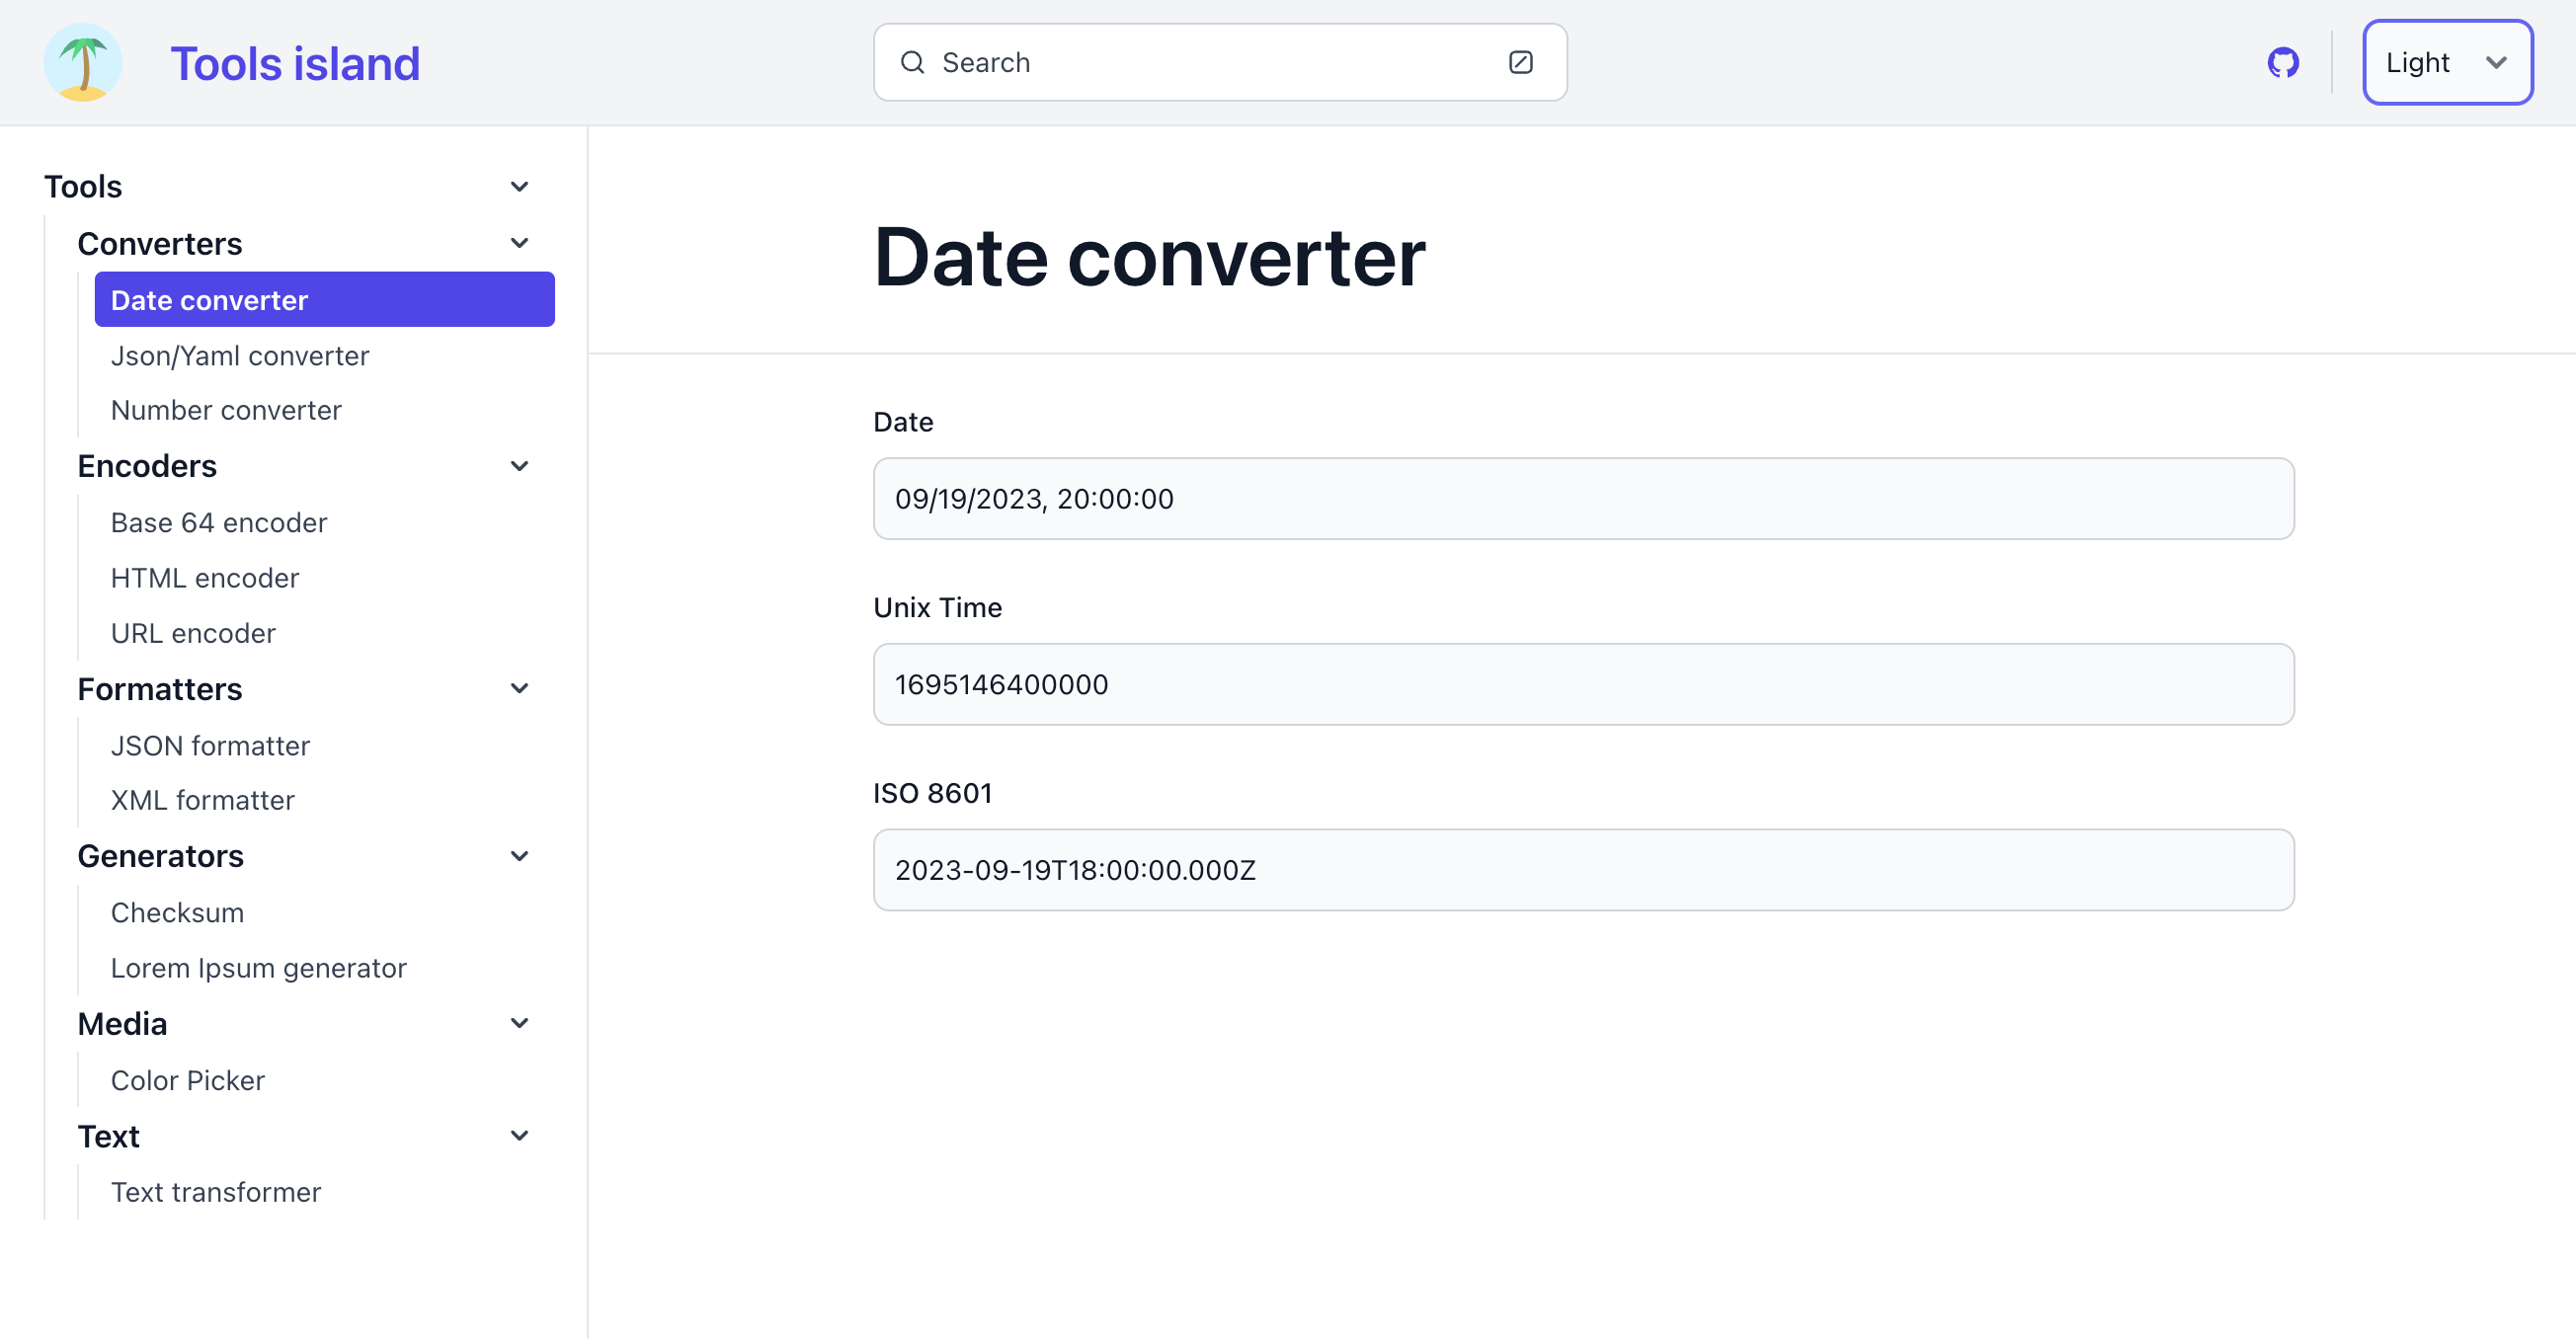 Tools island
Search
Light
Tools
Converters
Date converter
Json/Yaml converter
Number converter
Encoders
Base 64 encoder
HTML encoder
URL encoder
Formatters
JSON formatter
XML formatter
Generators
Checksum
Lorem Ipsum generator
Media
Color Picker
Text
Text transformer
Date converter
Date
09/19/2023, 20:00:00
Unix Time
1695146400000
ISO 8601
2023-09-19T18:00:00.000Z